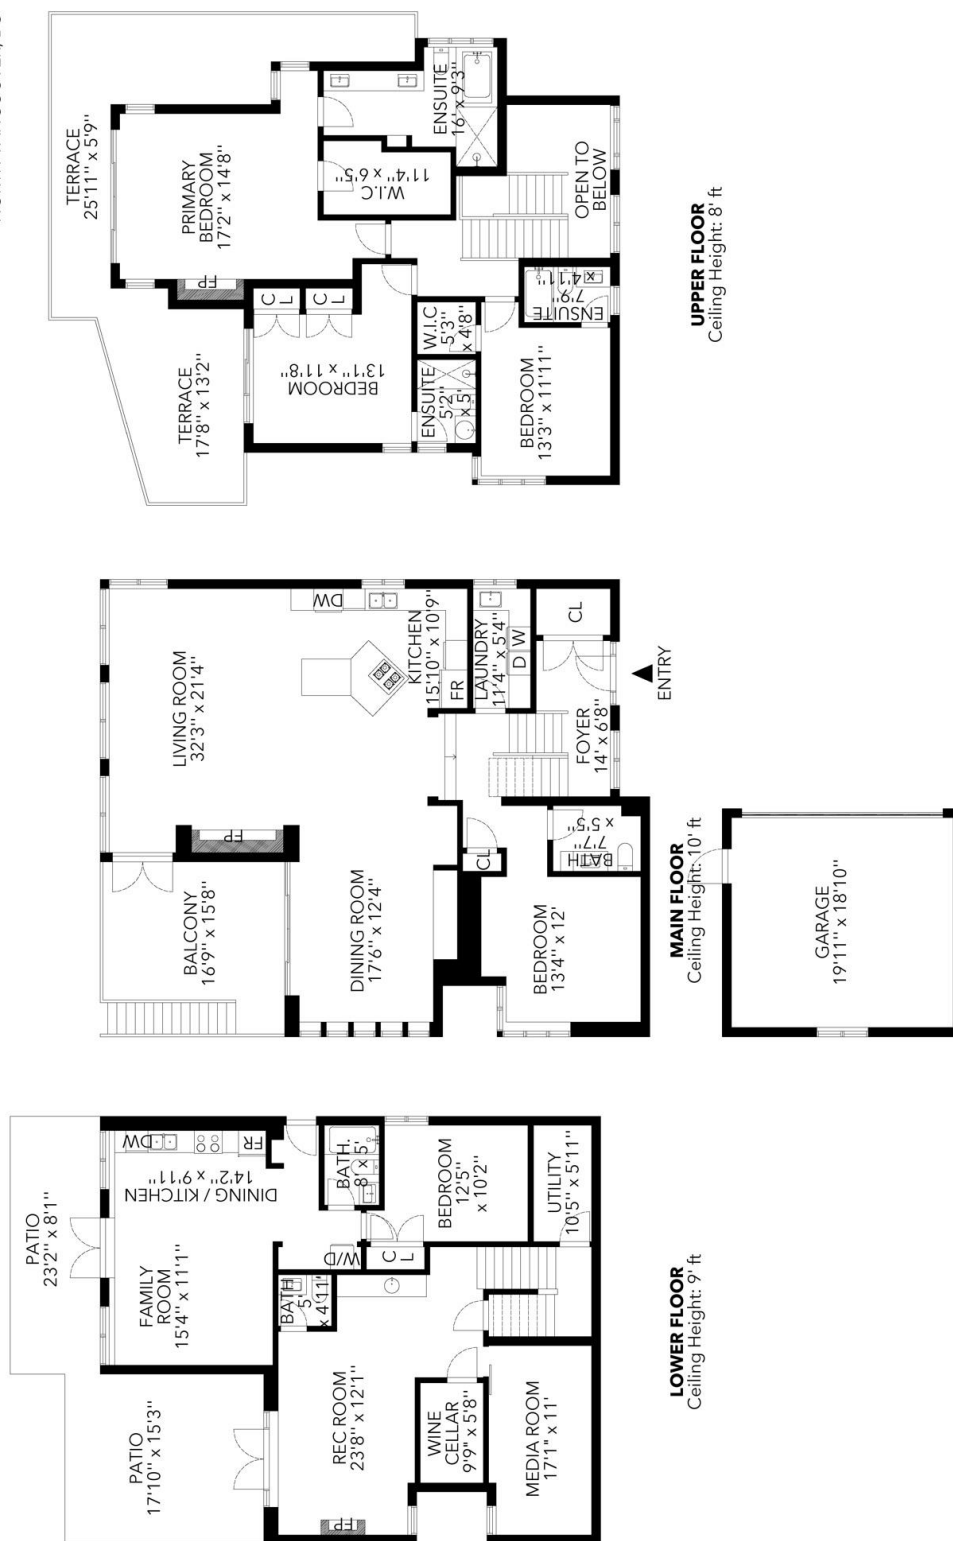 TERRACE
25'11'' x 5'9''
PRIMARY
BEDROOM
17'2'' x 14'8''
FP
ENSUITE
16' x 9'3''
W.I.C
11'4'' x 6'5''
OPEN TO
BELOW
TERRACE
17'8'' x 13'2''
C
L
C
L
BEDROOM
13'1'' x 11'8''
W.I.C
5'3''
x 4'8''
ENSUITE
5'2''
x 5'
ENSUITE
7'9''
x 4'11''
BEDROOM
13'3'' x 11'11''
UPPER FLOOR
Ceiling Height: 8' ft
LIVING ROOM
32'3'' x 21'4''
DW
KITCHEN
15'10'' x 10'9''
FR
LAUNDRY
11'4'' x 5'4''
D
W
CL
FOYER
14' x 6'8''
ENTRY
FP
BALCONY
16'9'' x 15'8''
DINING ROOM
17'6'' x 12'4''
CL
BATH
7'7''
x 5'5''
BEDROOM
13'4'' x 12'
MAIN FLOOR
Ceiling Height: 10' ft
GARAGE
19'11'' x 18'10''
PATIO
23'2'' x 8'1''
DW
FR
DINING / KITCHEN
14'2'' x 9'11''
FAMILY
ROOM
15'4'' x 11'1''
BATH.
8' x 5'
W/D
C
L
BEDROOM
12'5''
x 10'2''
UTILITY
10'5'' x 5'11''
BATH
5'
x 4'11''
PATIO
17'10'' x 15'3''
REC ROOM
23'8'' x 12'1''
FP
WINE
CELLAR
9'9'' x 5'8''
MEDIA ROOM
17'1'' x 11'
LOWER FLOOR
Ceiling Height: 9' ft